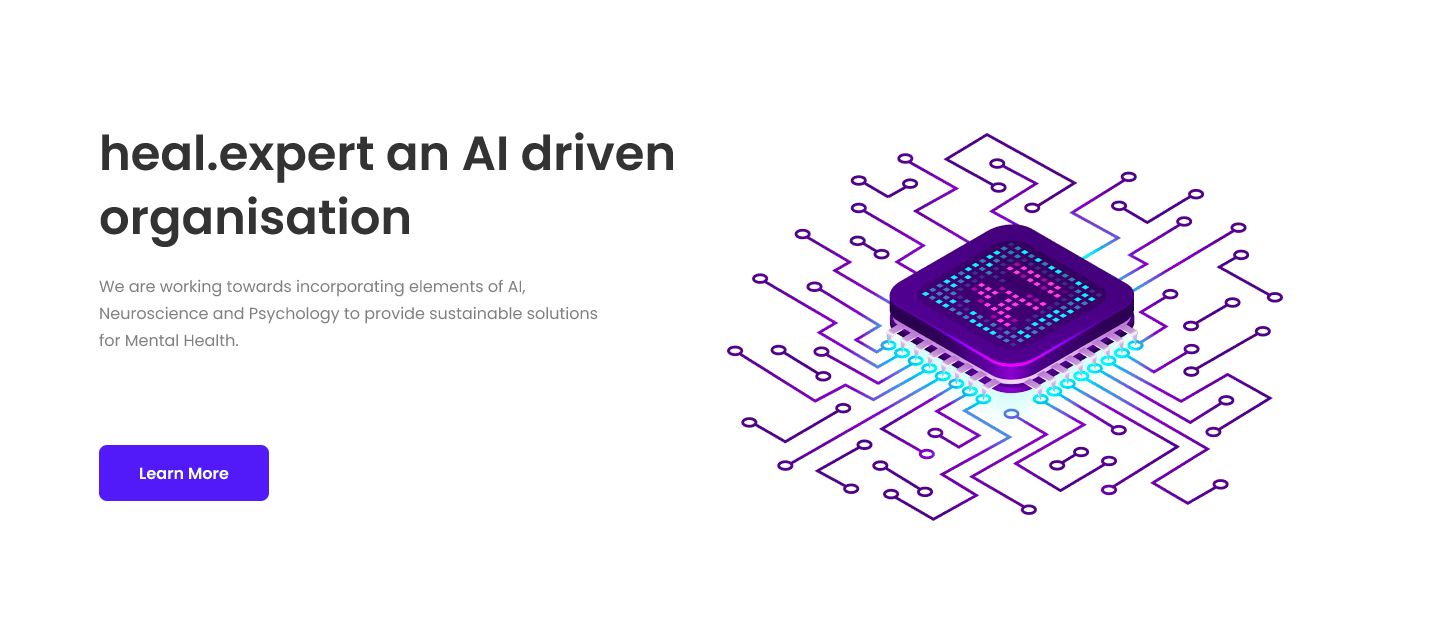 heal.expert an AI driven
organisation
We are working towards incorporating elements of AI,
Neuroscience and Psychology to provide sustainable solutions
for Mental Health.
Learn More